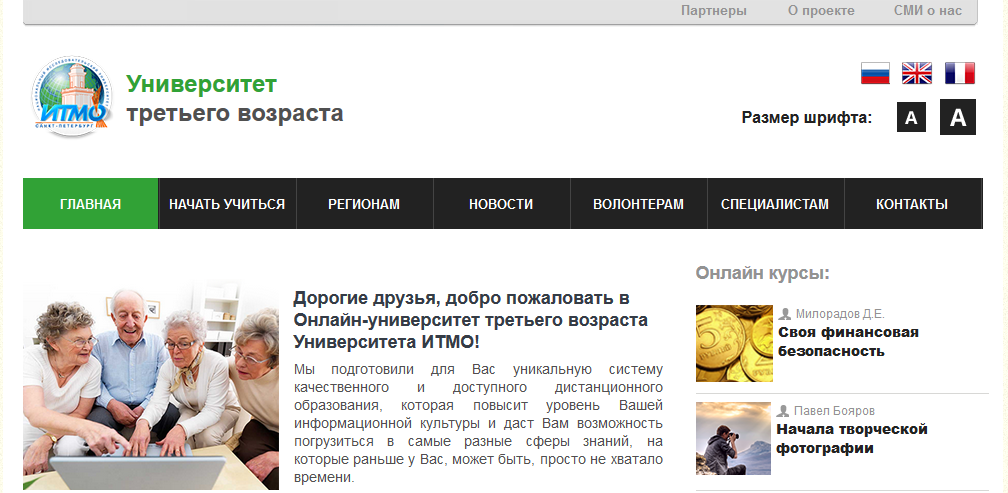 Партнеры
О проекте
СМИ о нас
ИТМО
САНКТ-ПЕТЕРБУРГ
Университет
третьего возраста
Размер шрифта: A A
ГЛАВНАЯ
НАЧАТЬ УЧИТЬСЯ
РЕГИОНАМ
НОВОСТИ
ВОЛОНТЕРАМ
СПЕЦИАЛИСТАМ
КОНТАКТЫ
Дорогие друзья, добро пожаловать в
Онлайн-университет третьего возраста
Университета ИТМО!
Мы подготовили для Вас уникальную систему
качественного и доступного дистанционного
образования, которая повысит уровень Вашей
информационной культуры и даст Вам возможность
погрузиться в самые разные сферы знаний, на
которые раньше у Вас, может быть, просто не хватало
времени.
Онлайн курсы:
Милорадов Д.Е.
Своя финансовая
безопасность
Павел Бояров
Начала творческой
фотографии